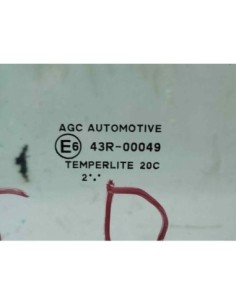 AGC AUTOMOTIVE
E6 43R-00049
TEMPERLITE 20C
2